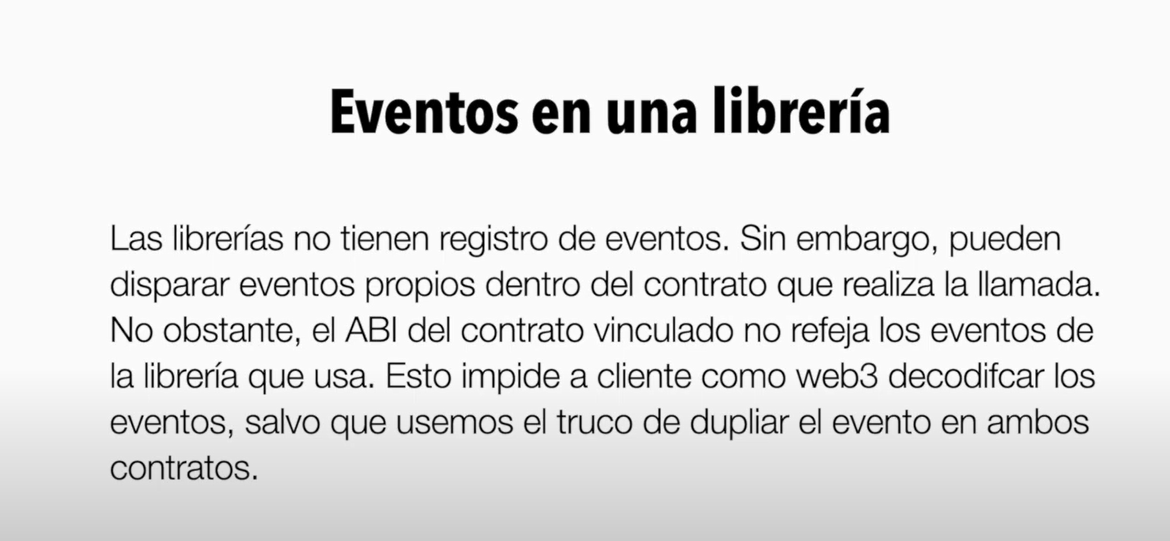 Eventos en una librería
Las librerías no tienen registro de eventos. Sin embargo, pueden
disparar eventos propios dentro del contrato que realiza la llamada.
No obstante, el ABI del contrato vinculado no refeja los eventos de
la librería que usa. Esto impide a cliente como web3 decodifcar los
eventos, salvo que usemos el truco de dupliar el evento en ambos
contratos.